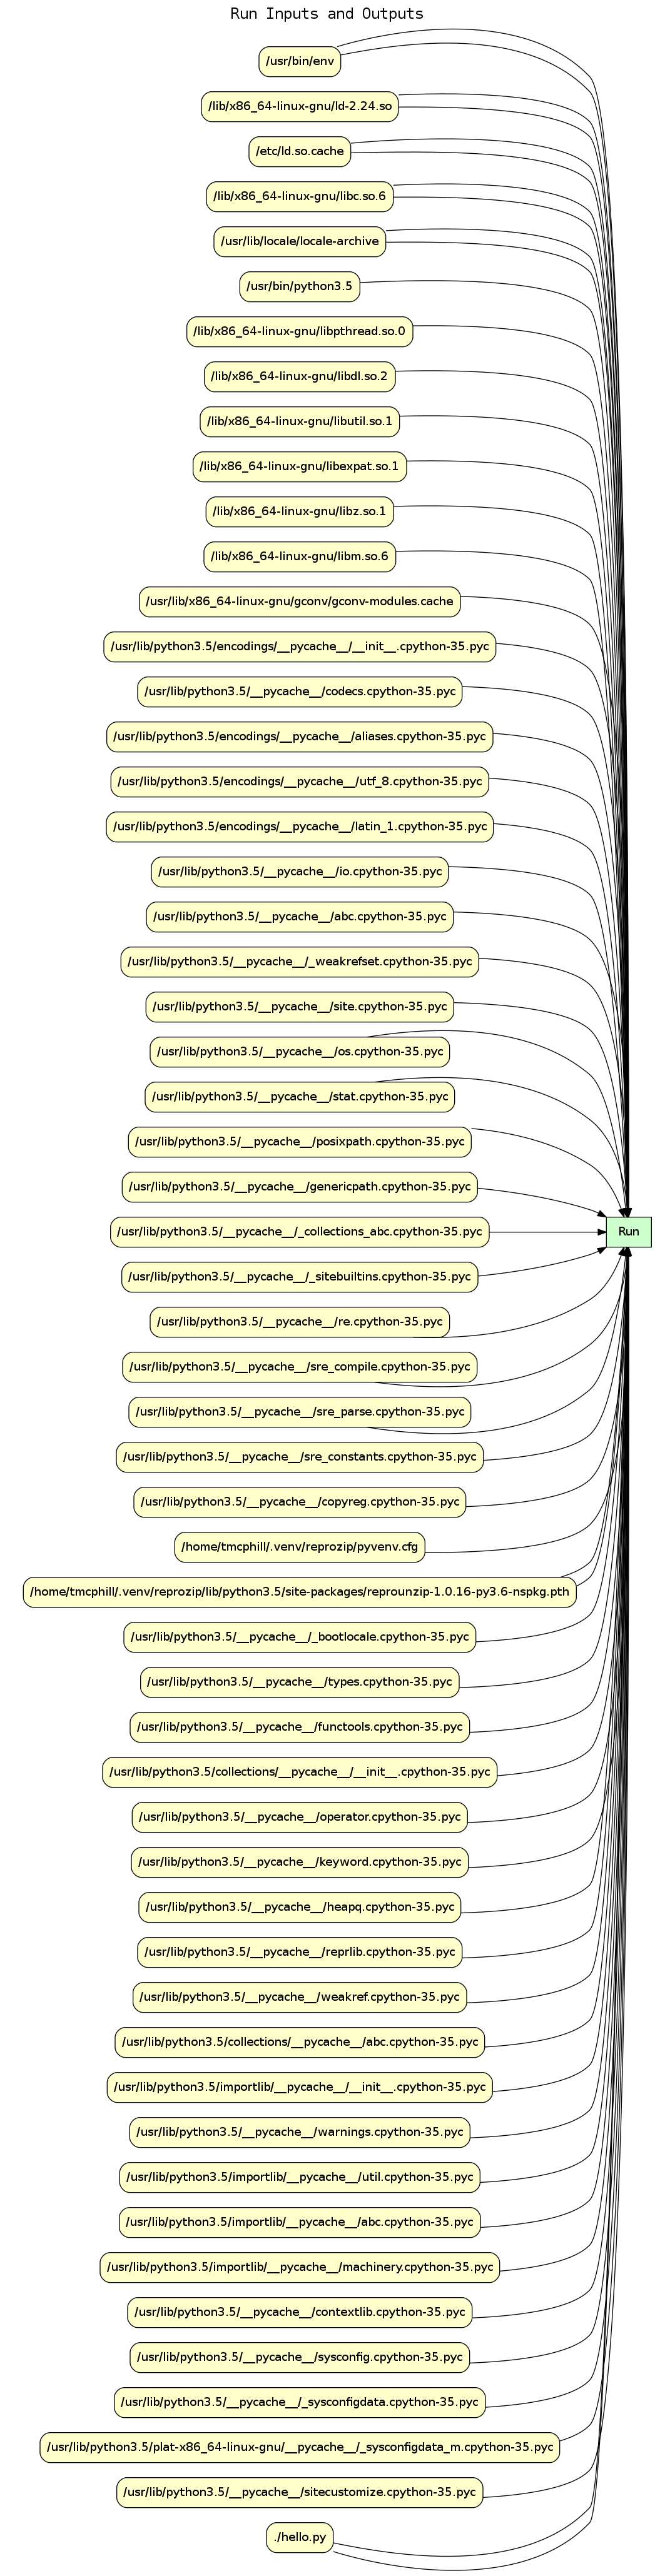 Run Inputs and Outputs
/usr/bin/env
/lib/x86_64-linux-gnu/ld-2.24.so
/etc/ld.so.cache
/lib/x86_64-linux-gnu/libc.so.6
/usr/lib/locale/locale-archive
/usr/bin/python3.5
/lib/x86_64-linux-gnu/libpthread.so.0
/lib/x86_64-linux-gnu/libdl.so.2
/lib/x86_64-linux-gnu/libutil.so.1
/lib/x86_64-linux-gnu/libexpat.so.1
/lib/x86_64-linux-gnu/libz.so.1
/lib/x86_64-linux-gnu/libm.so.6
/usr/lib/x86_64-linux-gnu/gconv/gconv-modules.cache
/usr/lib/python3.5/encodings/__pycache__/__init__.cpython-35.pyc
/usr/lib/python3.5/__pycache__/codecs.cpython-35.pyc
/usr/lib/python3.5/encodings/__pycache__/aliases.cpython-35.pyc
/usr/lib/python3.5/encodings/__pycache__/utf_8.cpython-35.pyc
/usr/lib/python3.5/encodings/__pycache__/latin_1.cpython-35.pyc
/usr/lib/python3.5/__pycache__/io.cpython-35.pyc
/usr/lib/python3.5/__pycache__/abc.cpython-35.pyc
/usr/lib/python3.5/__pycache__/_weakrefset.cpython-35.pyc
/usr/lib/python3.5/__pycache__/site.cpython-35.pyc
/usr/lib/python3.5/__pycache__/os.cpython-35.pyc
/usr/lib/python3.5/__pycache__/stat.cpython-35.pyc
/usr/lib/python3.5/__pycache__/posixpath.cpython-35.pyc
/usr/lib/python3.5/__pycache__/genericpath.cpython-35.pyc
/usr/lib/python3.5/__pycache__/_collections_abc.cpython-35.pyc
Run
/usr/lib/python3.5/__pycache__/_sitebuiltins.cpython-35.pyc
/usr/lib/python3.5/__pycache__/re.cpython-35.pyc
/usr/lib/python3.5/__pycache__/sre_compile.cpython-35.pyc
/usr/lib/python3.5/__pycache__/sre_parse.cpython-35.pyc
/usr/lib/python3.5/__pycache__/sre_constants.cpython-35.pyc
/usr/lib/python3.5/__pycache__/copyreg.cpython-35.pyc
/home/tmcphill/.venv/reprozip/pyvenv.cfg
/home/tmcphill/.venv/reprozip/lib/python3.5/site-packages/reprounzip-1.0.16-py3.6-nspkg.pth
/usr/lib/python3.5/__pycache__/_bootlocale.cpython-35.pyc
/usr/lib/python3.5/__pycache__/types.cpython-35.pyc
/usr/lib/python3.5/__pycache__/functools.cpython-35.pyc
/usr/lib/python3.5/collections/__pycache__/__init__.cpython-35.pyc
/usr/lib/python3.5/__pycache__/operator.cpython-35.pyc
/usr/lib/python3.5/__pycache__/keyword.cpython-35.pyc
/usr/lib/python3.5/__pycache__/heapq.cpython-35.pyc
/usr/lib/python3.5/__pycache__/reprlib.cpython-35.pyc
/usr/lib/python3.5/__pycache__/weakref.cpython-35.pyc
/usr/lib/python3.5/collections/__pycache__/abc.cpython-35.pyc
/usr/lib/python3.5/importlib/__pycache__/__init__.cpython-35.pyc
/usr/lib/python3.5/__pycache__/warnings.cpython-35.pyc
/usr/lib/python3.5/importlib/__pycache__/util.cpython-35.pyc
/usr/lib/python3.5/importlib/__pycache__/abc.cpython-35.pyc
/usr/lib/python3.5/importlib/__pycache__/machinery.cpython-35.pyc
/usr/lib/python3.5/__pycache__/contextlib.cpython-35.pyc
/usr/lib/python3.5/__pycache__/sysconfig.cpython-35.pyc
/usr/lib/python3.5/__pycache__/_sysconfigdata.cpython-35.pyc
/usr/lib/python3.5/plat-x86_64-linux-gnu/__pycache__/_sysconfigdata_m.cpython-35.pyc
/usr/lib/python3.5/__pycache__/sitecustomize.cpython-35.pyc
./hello.py